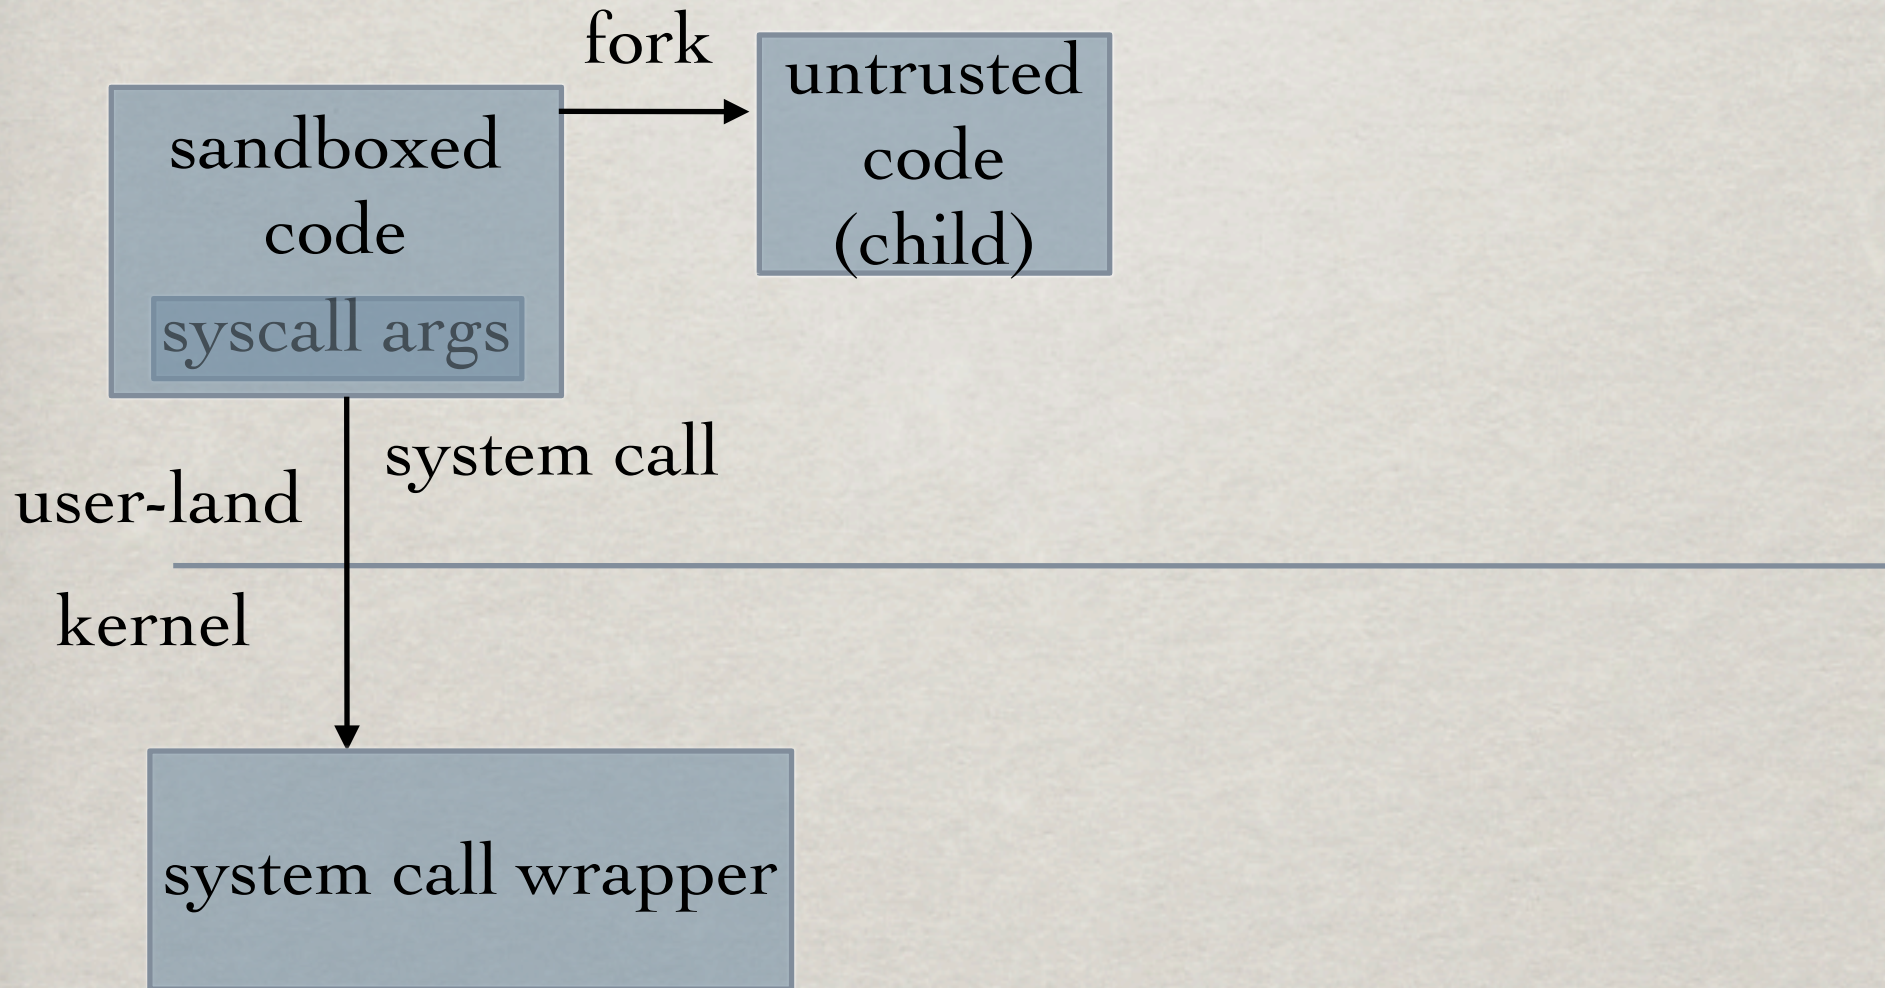 fork
untrusted
code
(child)
sandboxed
code
syscall args
system call
user-land
kernel
system call wrapper